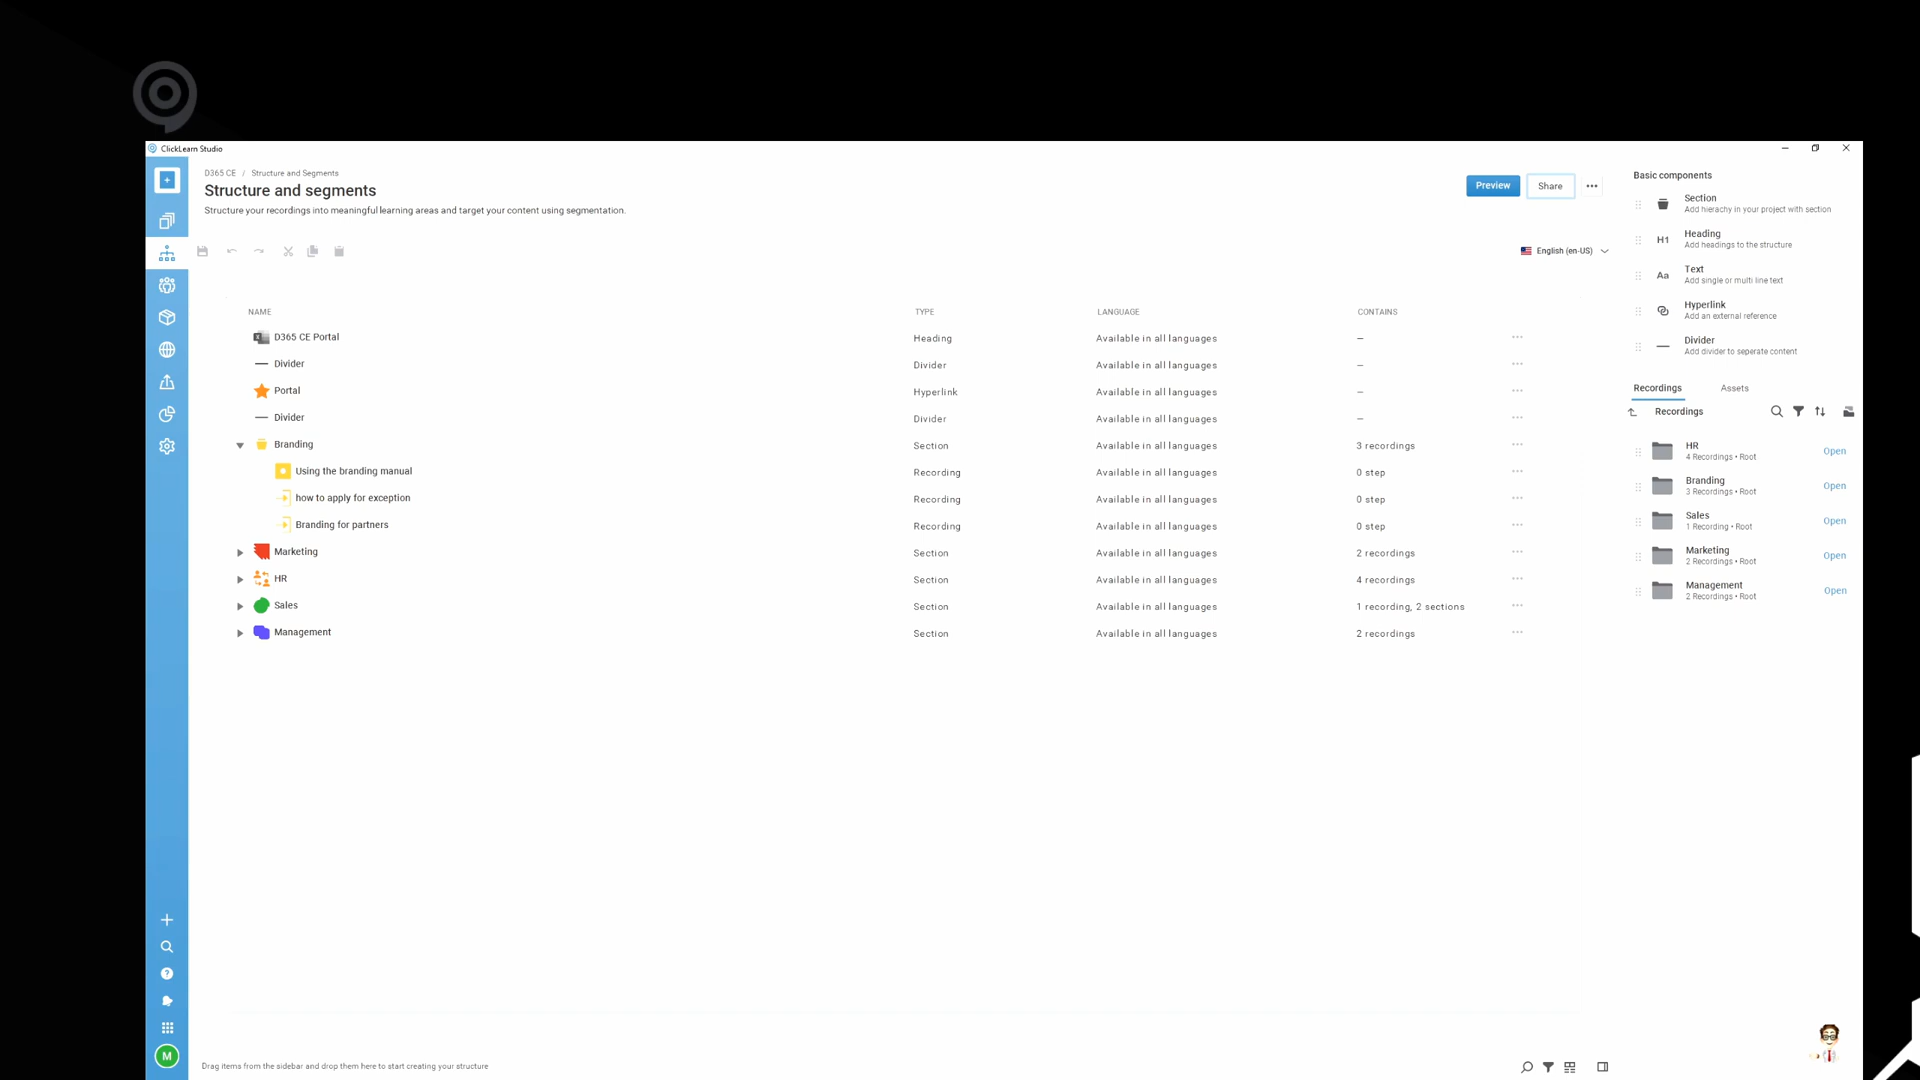 ClickLearn Studio
D365 CE / Structure and Segments
Structure and segments
Structure your recordings into meaningful learning areas and target your content using segmentation.
Preview
Share
English (en-US)
NAME TYPE LANGUAGE CONTAINS
D365 CE Portal Heading Available in all languages –
Divider Divider Available in all languages –
Portal Hyperlink Available in all languages –
Divider Divider Available in all languages –
Branding Section Available in all languages 3 recordings
Using the branding manual Recording Available in all languages 0 step
how to apply for exception Recording Available in all languages 0 step
Branding for partners Recording Available in all languages 0 step
Marketing Section Available in all languages 2 recordings
HR Section Available in all languages 4 recordings
Sales Section Available in all languages 1 recording, 2 sections
Management Section Available in all languages 2 recordings
Basic components
Section
Add hierachy in your project with section
H1
Heading
Add headings to the structure
Aa
Text
Add single or multi line text
Hyperlink
Add an external reference
Divider
Add divider to seperate content
Recordings Assets
Recordings
HR
4 Recordings • Root
Open
Branding
3 Recordings • Root
Open
Sales
1 Recording • Root
Open
Marketing
2 Recordings • Root
Open
Management
2 Recordings • Root
Open
M
Drag items from the sidebar and drop them here to start creating your structure